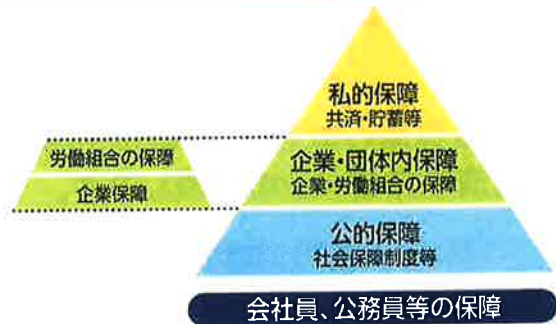 私的保障
共済・貯蓄等
労働組合の保障
企業保障
企業・団体内保障
企業・労働組合の保障
公的保障
社会保障制度等
会社員、公務員等の保障